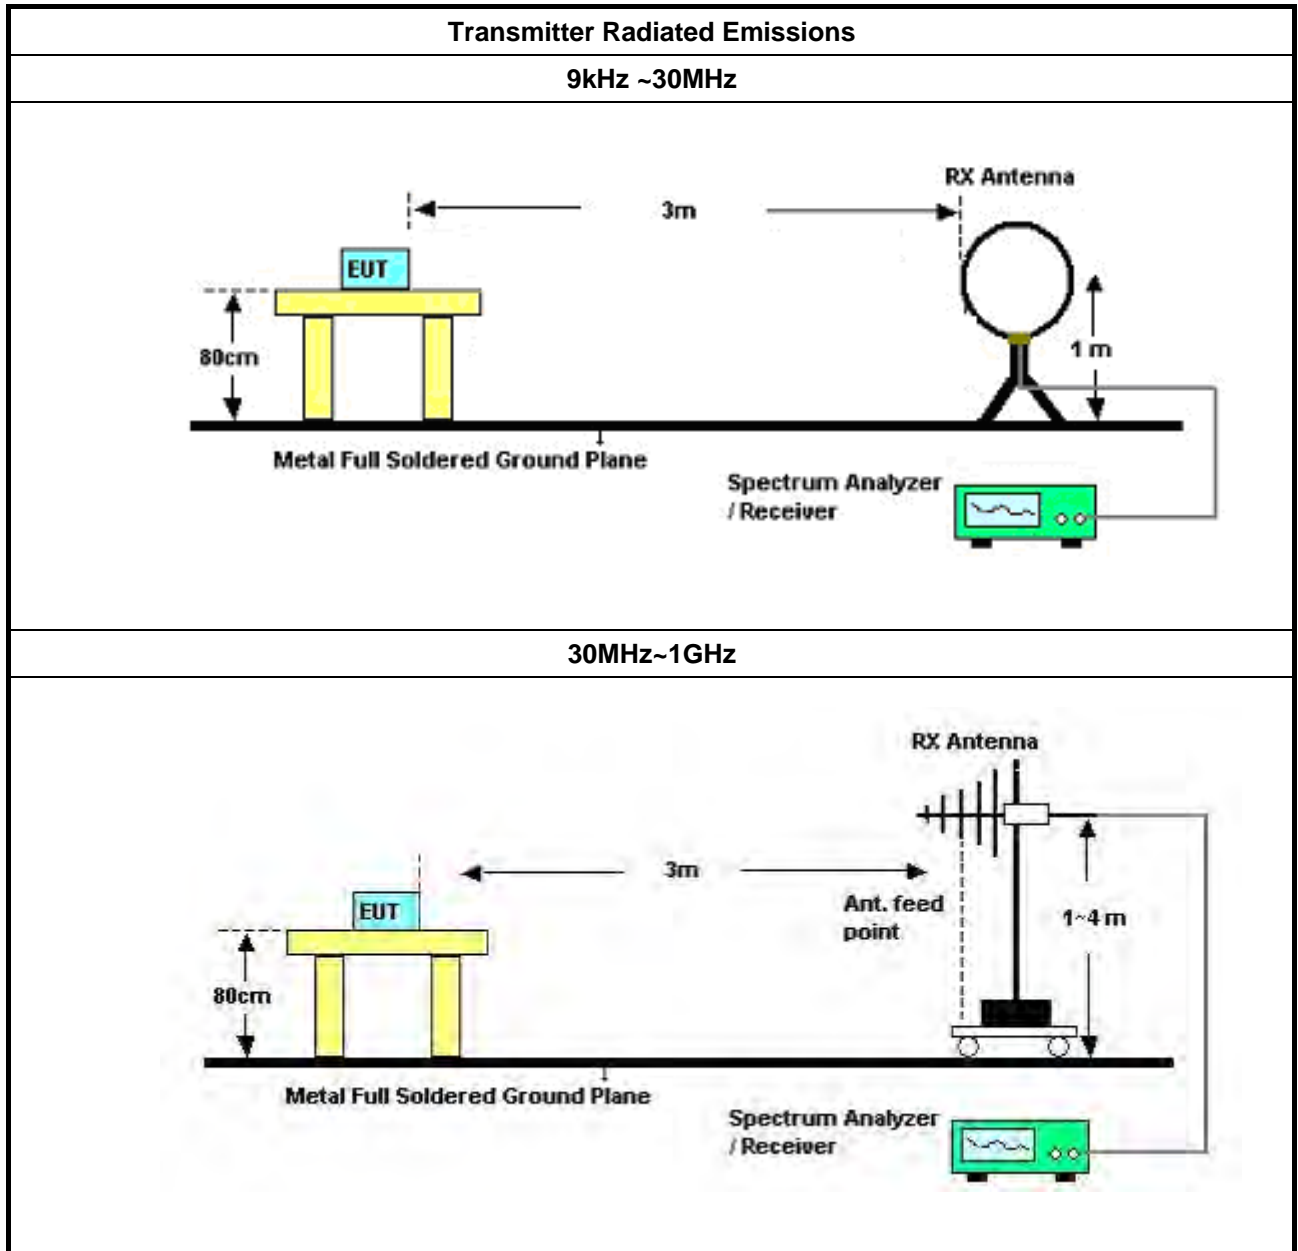 Transmitter Radiated Emissions
9kHz ~30MHz
RX Antenna
3m
EUT
80cm
1 m
Metal Full Soldered Ground Plane
Spectrum Analyzer
/ Receiver
30MHz~1GHz
RX Antenna
3m
Ant. feed
point
EUT
1~4 m
80cm
Metal Full Soldered Ground Plane
Spectrum Analyzer
/ Receiver